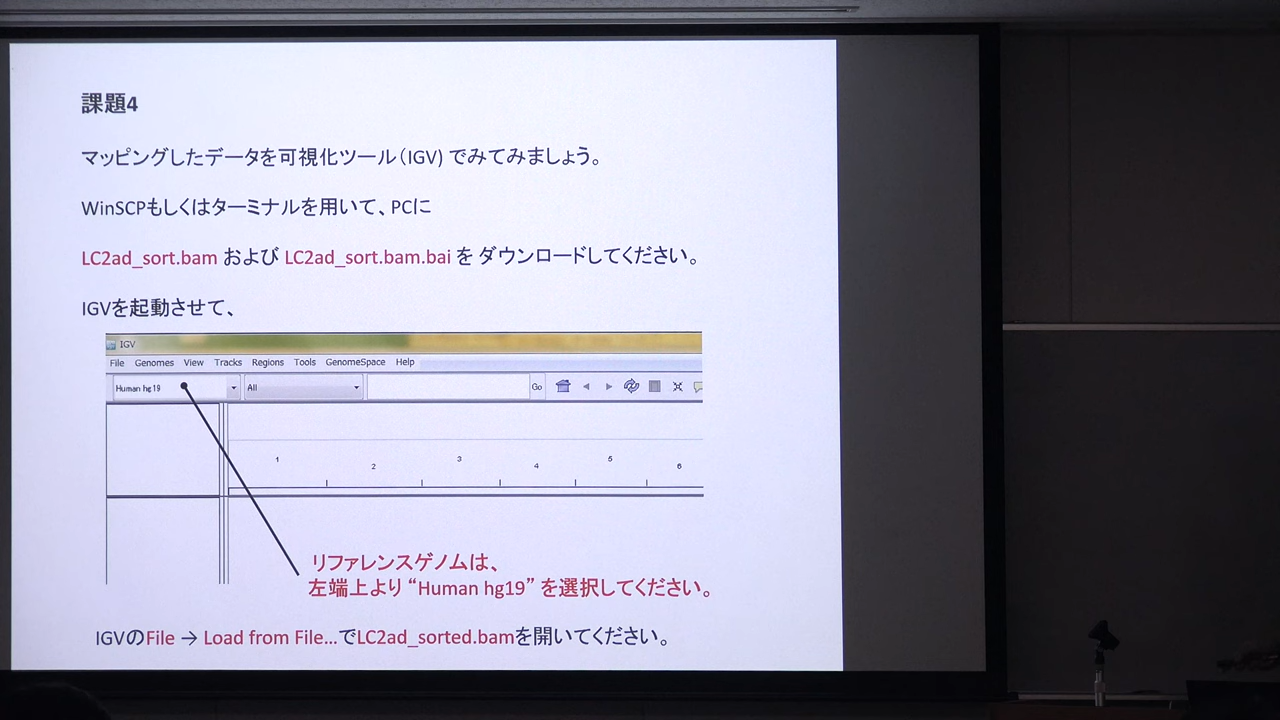 課題4
マッピングしたデータを可視化ツール（IGV) でみてみましょう。
WinSCPもしくはターミナルを用いて、PCに
LC2ad_sort.bam および LC2ad_sort.bam.bai を ダウンロードしてください。
IGVを起動させて、
IGV
File Genomes View Tracks Regions Tools GenomeSpace Help
Human hg19 All Go
1 2 3 4 5 6
リファレンスゲノムは、
左端上より “Human hg19” を選択してください。
IGVのFile → Load from File…でLC2ad_sorted.bamを開いてください。